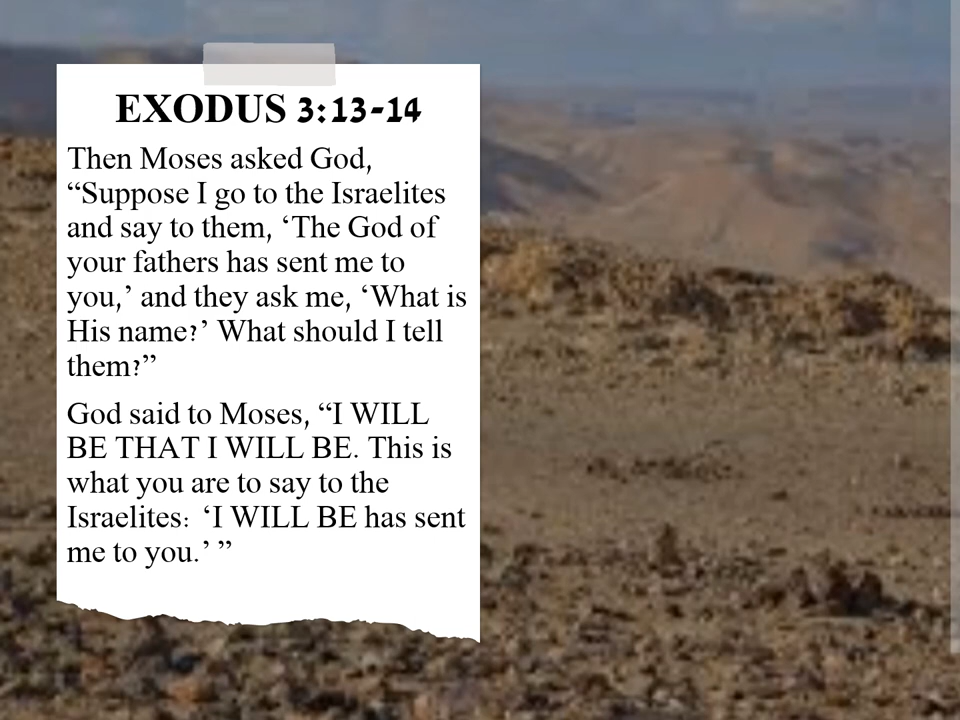 EXODUS 3:13-14
Then Moses asked God,
“Suppose I go to the Israelites
and say to them, ‘The God of
your fathers has sent me to
you,’ and they ask me, ‘What is
His name?’ What should I tell
them?”
God said to Moses, “I WILL
BE THAT I WILL BE. This is
what you are to say to the
Israelites: ‘I WILL BE has sent
me to you.’ ”